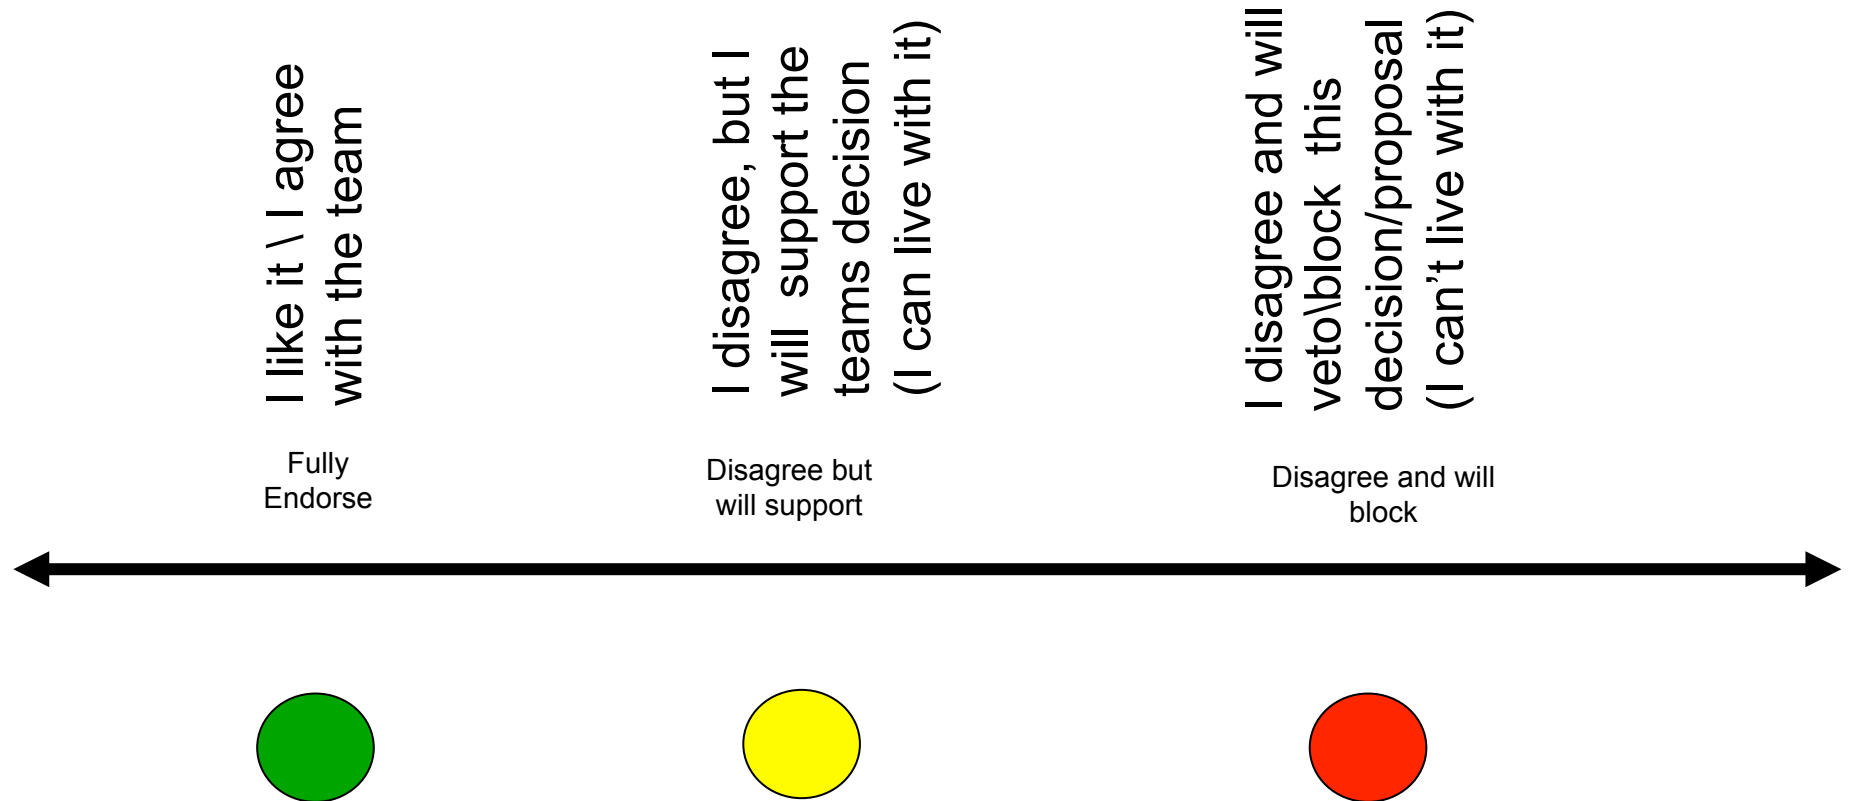 I like it \ I agree
with the team
I disagree, but I
will  support the
teams decision
(I can live with it)
I disagree and will
veto\block  this
decision/proposal
(I can’t live with it)
Fully
Endorse
Disagree but
will support
Disagree and will
block